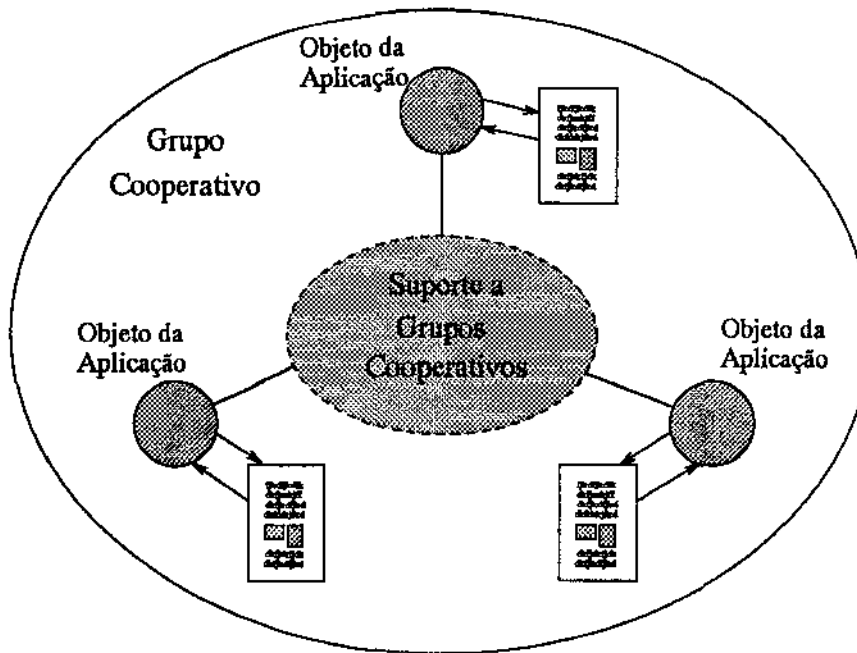 Objeto da
Aplicação
Grupo
Cooperativo
Suporte a
Grupos
Cooperativos
Objeto da
Aplicação
Objeto da
Aplicação